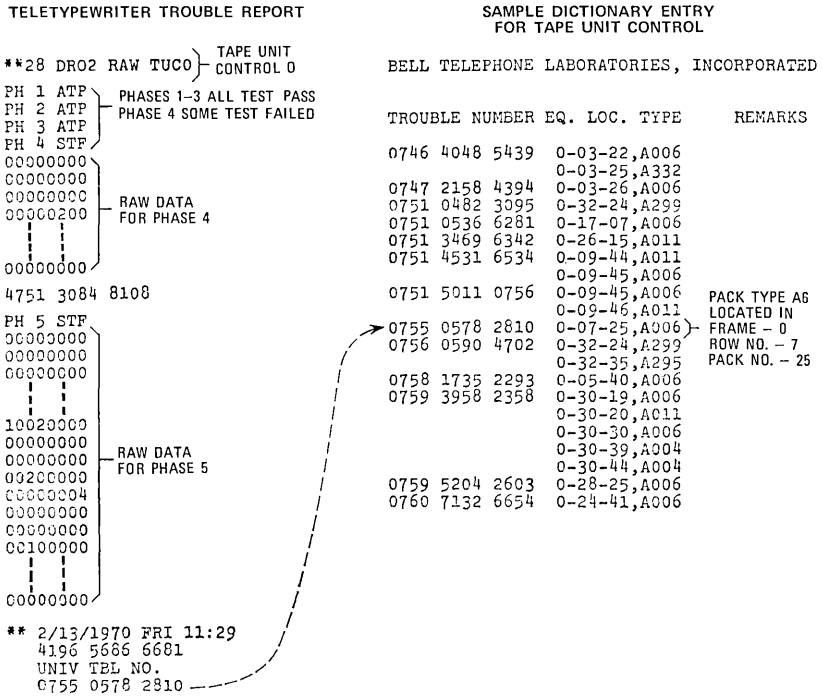 TELETYPEWRITER TROUBLE REPORT
**28 DR02 RAW TUC0
TAPE UNIT
CONTROL 0
PH 1 ATP
PH 2 ATP
PH 3 ATP
PH 4 STF
PHASES 1–3 ALL TEST PASS
PHASE 4 SOME TEST FAILED
00000000
00000000
00000000
00000200
00000000
RAW DATA
FOR PHASE 4
4751 3084 8108
PH 5 STF
00000000
00000000
00000000
10020000
00000000
00000000
00200000
00000004
00000000
00000000
00100000
00000000
RAW DATA
FOR PHASE 5
** 2/13/1970 FRI 11:29
4196 5686 6681
UNIV TBL NO.
0755 0578 2810
SAMPLE DICTIONARY ENTRY
FOR TAPE UNIT CONTROL
BELL TELEPHONE LABORATORIES, INCORPORATED
TROUBLE NUMBER EQ. LOC. TYPE REMARKS
0746 4048 5439 0-03-22,A006
0-03-25,A332
0747 2158 4394 0-03-26,A006
0751 0482 3095 0-32-24,A299
0751 0536 6281 0-17-07,A006
0751 3469 6342 0-26-15,A011
0751 4531 6534 0-09-44,A011
0-09-45,A006
0751 5011 0756 0-09-45,A006
0-09-46,A011
0755 0578 2810 0-07-25,A006
0756 0590 4702 0-32-24,A299
0-32-35,A295
0758 1735 2293 0-05-40,A006
0759 3958 2358 0-30-19,A006
0-30-20,A011
0-30-30,A006
0-30-39,A004
0-30-44,A004
0759 5204 2603 0-28-25,A006
0760 7132 6654 0-24-41,A006
PACK TYPE A6
LOCATED IN
FRAME – 0
ROW NO. – 7
PACK NO. – 25